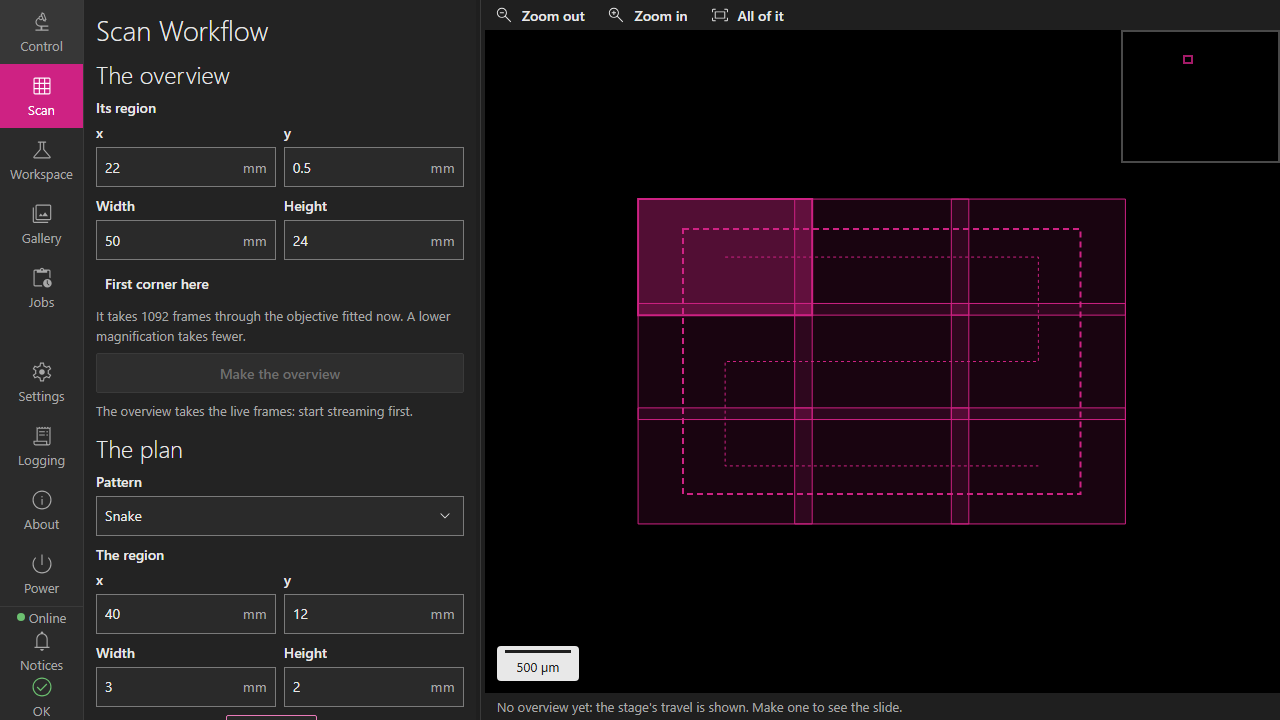 Control
Scan
Workspace
Gallery
Jobs
Settings
Logging
About
Power
Online
Notices
OK
Scan Workflow
The overview
Its region
x y
22 mm 0.5 mm
Width Height
50 mm 24 mm
First corner here
It takes 1092 frames through the objective fitted now. A lower
magnification takes fewer.
Make the overview
The overview takes the live frames: start streaming first.
The plan
Pattern
Snake
The region
x y
40 mm 12 mm
Width Height
3 mm 2 mm
Zoom out Zoom in All of it
500 µm
No overview yet: the stage's travel is shown. Make one to see the slide.